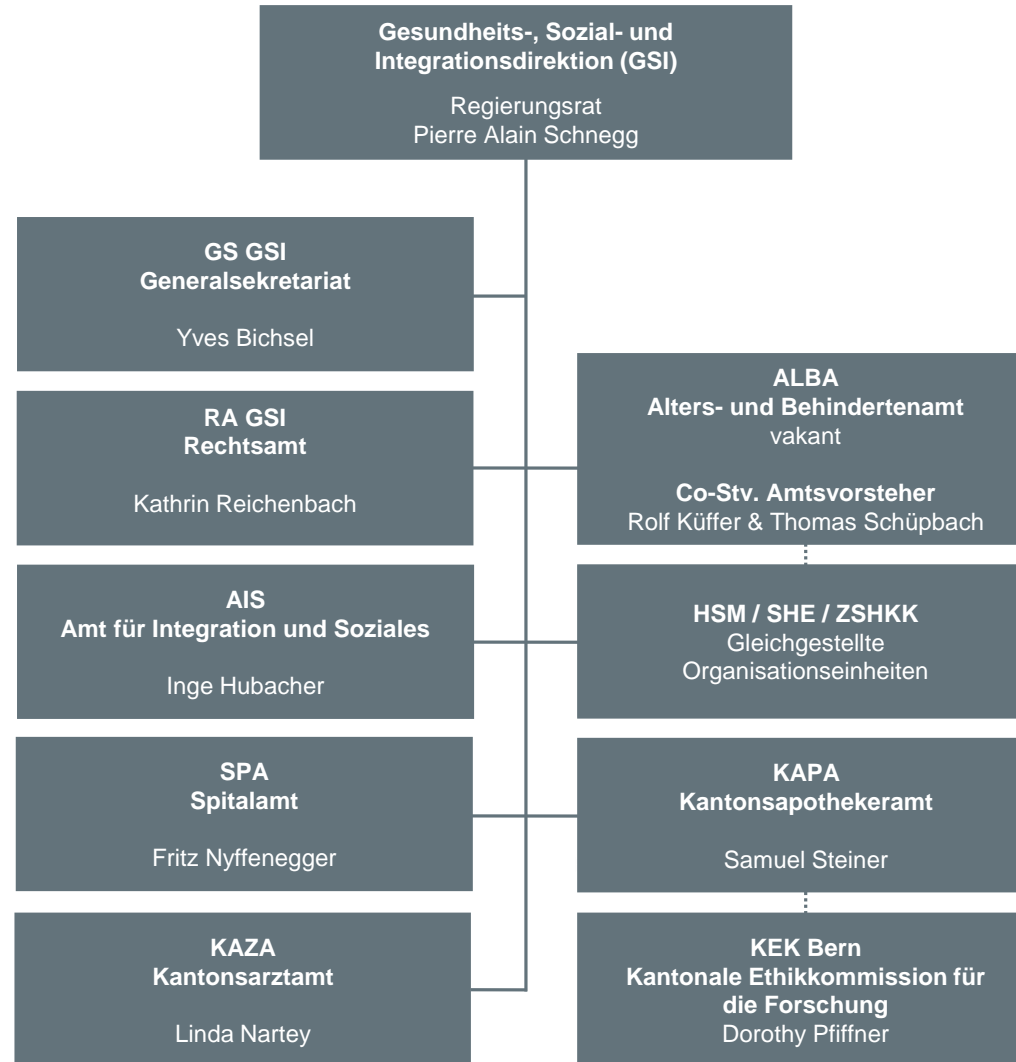 Gesundheits-, Sozial- und
Integrationsdirektion (GSI)
Regierungsrat
Pierre Alain Schnegg
GS GSI
Generalsekretariat
Yves Bichsel
RA GSI
Rechtsamt
Kathrin Reichenbach
ALBA
Alters- und Behindertenamt
vakant
Co-Stv. Amtsvorsteher
Rolf Küffer & Thomas Schüpbach
AIS
Amt für Integration und Soziales
Inge Hubacher
HSM / SHE / ZSHKK
Gleichgestellte
Organisationseinheiten
SPA
Spitalamt
Fritz Nyffenegger
KAPA
Kantonsapothekeramt
Samuel Steiner
KAZA
Kantonsarztamt
Linda Nartey
KEK Bern
Kantonale Ethikkommission für
die Forschung
Dorothy Pfiffner